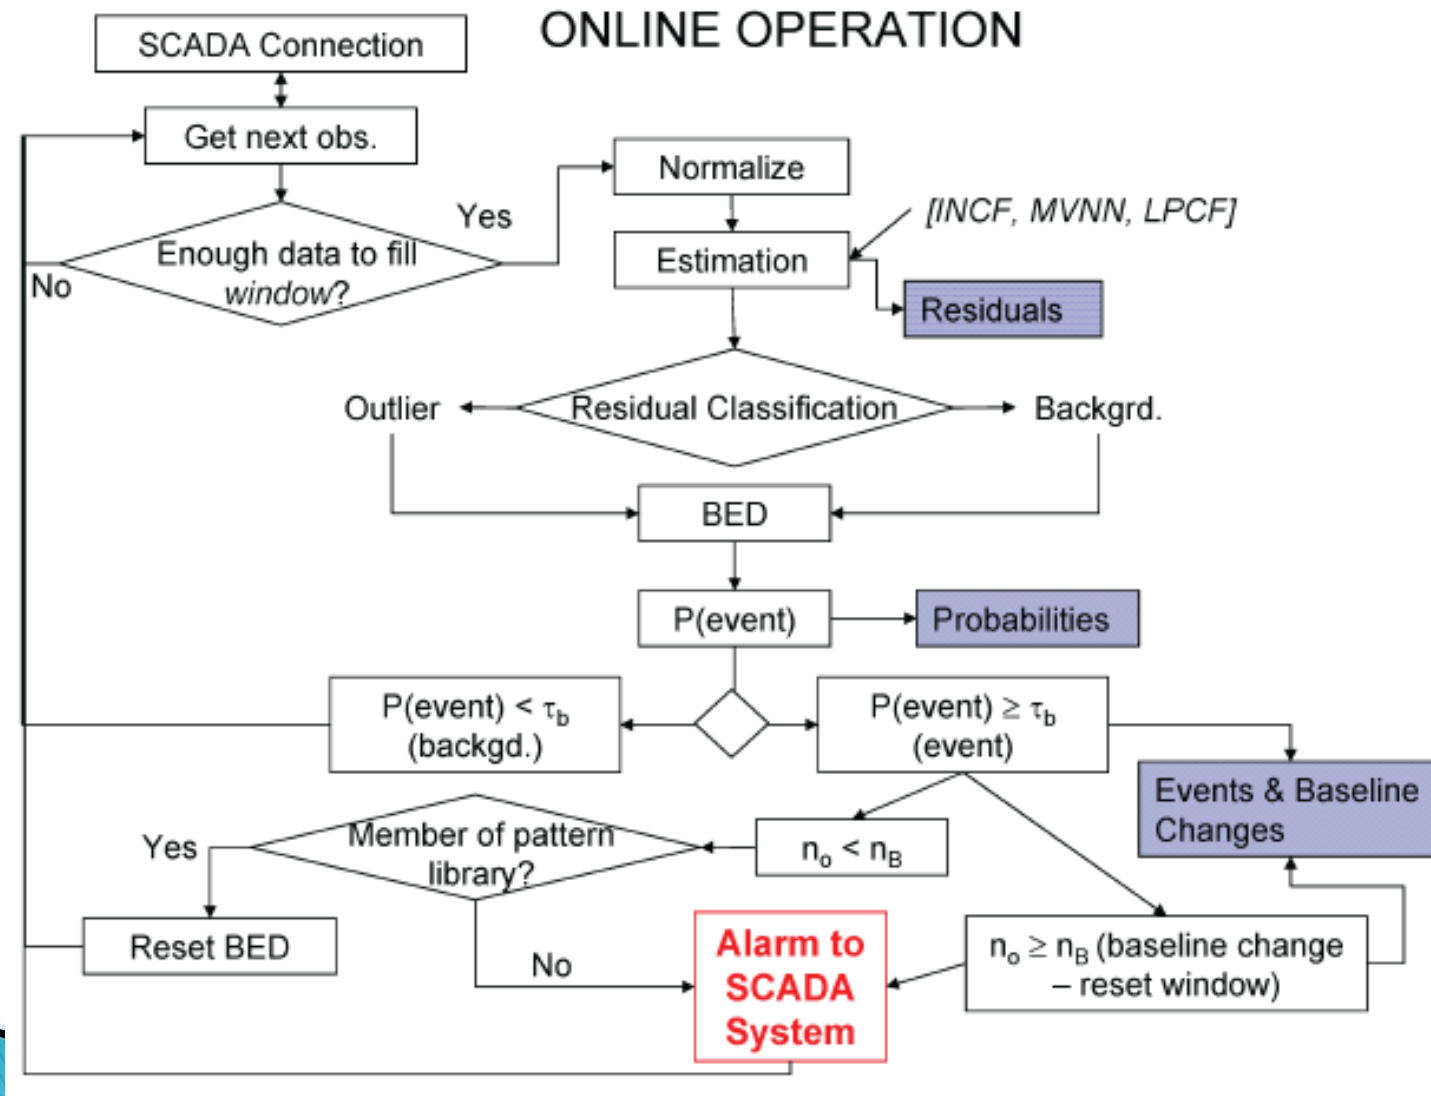 ONLINE OPERATION
SCADA Connection
Get next obs.
Enough data to fill
window?
Yes
No
Normalize
Estimation
[INCF, MVNN, LPCF]
Residuals
Outlier
Residual Classification
Backgrd.
BED
P(event)
Probabilities
P(event) < τb
(backgd.)
P(event) ≥ τb
(event)
Events & Baseline
Changes
Yes
Member of pattern
library?
no < nB
Reset BED
No
Alarm to
SCADA
System
no ≥ nB (baseline change
– reset window)